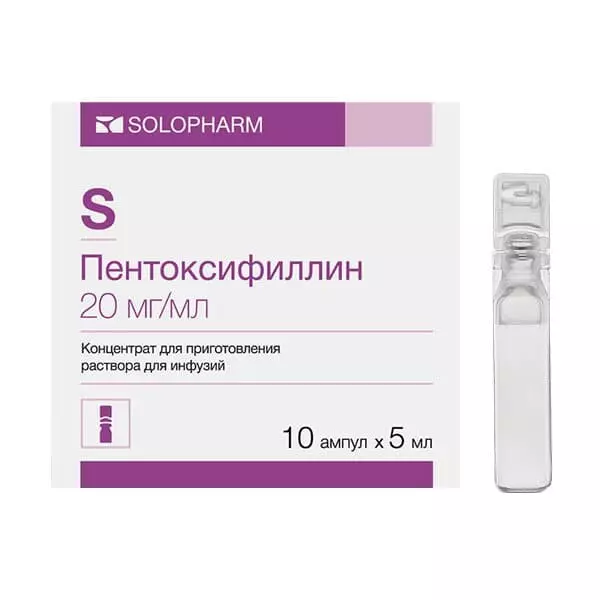 SOLOPHARM
S
Пентоксифиллин
20 мг/мл
Концентрат для приготовления
раствора для инфузий
10 ампул х 5 мл